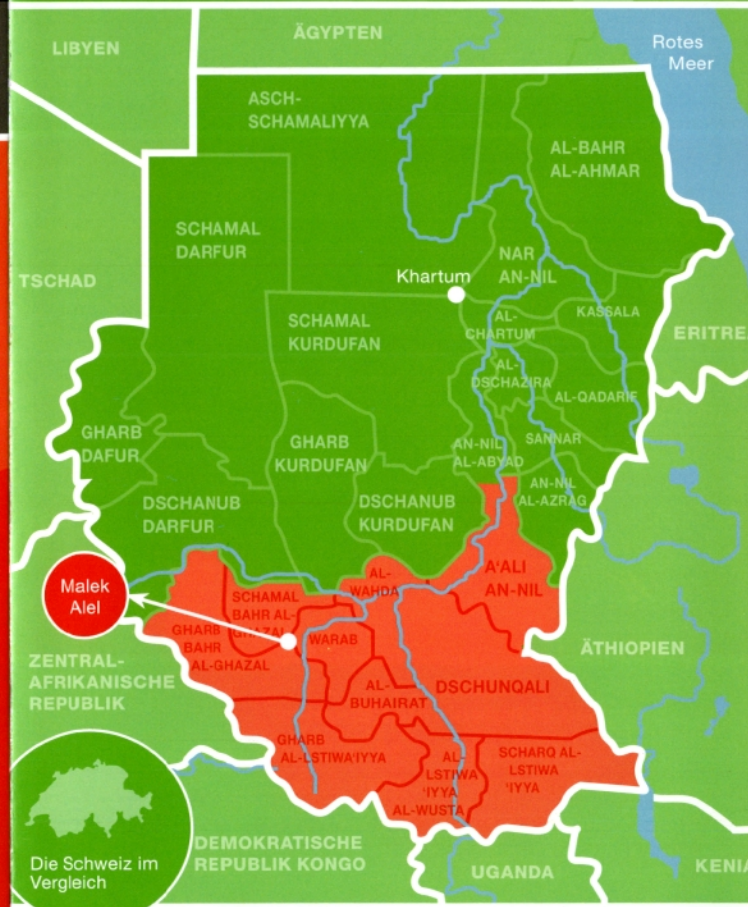 LIBYEN
ÄGYPTEN
Rotes
Meer
ASCH-
SCHAMALIYYA
AL-BAHR
AL-AHMAR
SCHAMAL
DARFUR
NAR
AN-NIL
TSCHAD
Khartum
SCHAMAL
KURDUFAN
AL-
CHARTUM
KASSALA
ERITRE
AL-
DSCHAZIRA
AL-QADARIF
GHARB
DAFUR
GHARB
KURDUFAN
AN-NIL
AL-ABYAD
SANNAR
DSCHANUB
DARFUR
DSCHANUB
KURDUFAN
AN-NIL
AL-AZRAG
Malek
Alel
SCHAMAL
BAHR AL-
GHAZAL
AL-
WAHDA
A'ALI
AN-NIL
GHARB
BAHR
AL-GHAZAL
WARAB
ZENTRAL-
AFRIKANISCHE
REPUBLIK
ÄTHIOPIEN
AL-
BUHAIRAT
DSCHUNQALI
GHARB
AL-LSTIWA'IYYA
AL-
LSTIWA
'IYYA
AL-WUSTA
SCHARQ AL-
LSTIWA
'IYYA
Die Schweiz im
Vergleich
DEMOKRATISCHE
REPUBLIK KONGO
UGANDA
KENIA